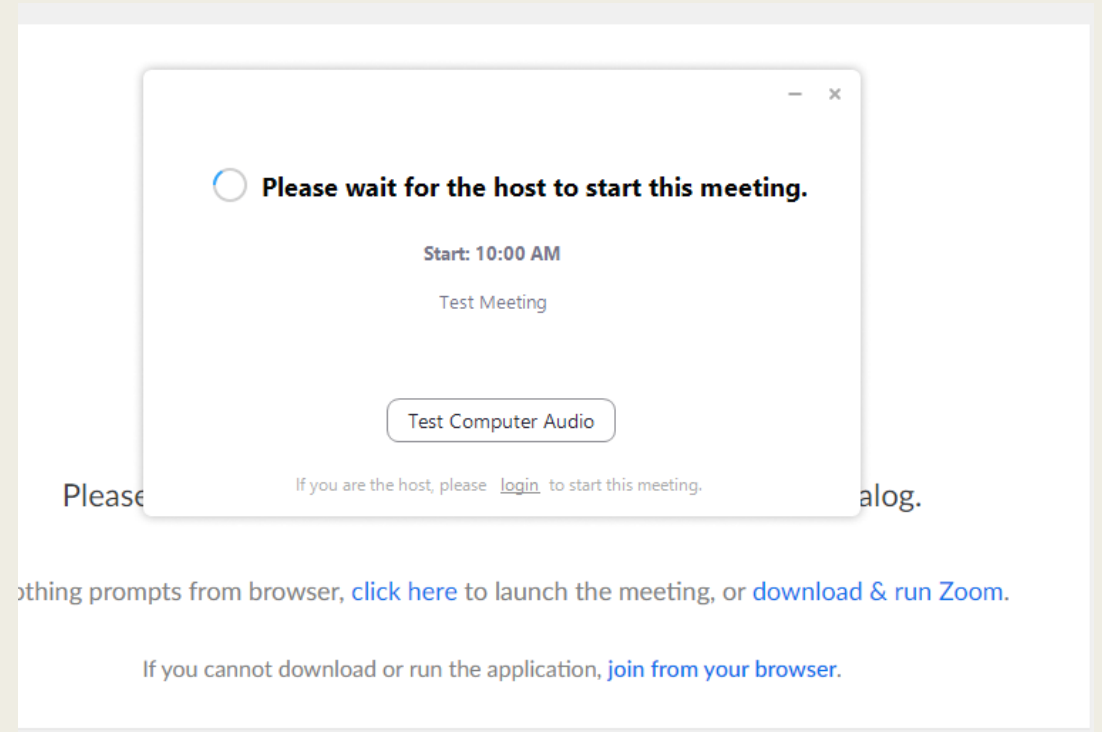 Please wait for the host to start this meeting.
Start: 10:00 AM
Test Meeting
Test Computer Audio
If you are the host, please login to start this meeting.
Please alog.
othing prompts from browser, click here to launch the meeting, or download & run Zoom.
If you cannot download or run the application, join from your browser.